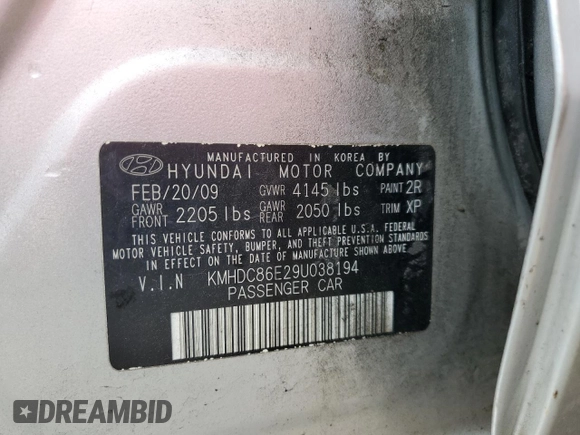 MANUFACTURED IN KOREA BY
HYUNDAI MOTOR COMPANY
FEB/20/09 GVWR 4145 lbs PAINT 2R
GAWR FRONT 2205 lbs GAWR REAR 2050 lbs TRIM XP
THIS VEHICLE CONFORMS TO ALL APPLICABLE U.S.A. FEDERAL
MOTOR VEHICLE SAFETY, BUMPER, AND THEFT PREVENTION STANDARDS
IN EFFECT ON THE DATE OF MANUFACTURE SHOWN ABOVE
V.I.N KMHDC86E29U038194
PASSENGER CAR
DREAMBID